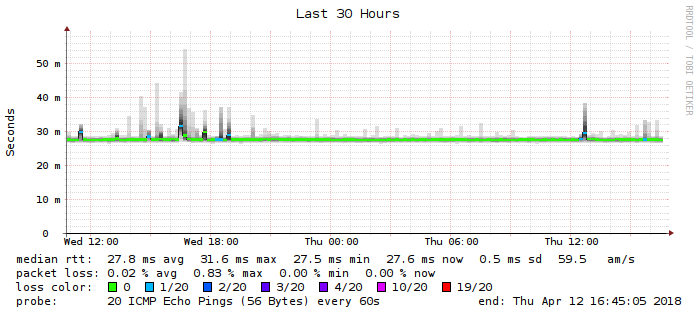 Last 30 Hours
RRDTOOL / TOBI OETIKER
Seconds
50 m
40 m
30 m
20 m
10 m
0
Wed 12:00 Wed 18:00 Thu 00:00 Thu 06:00 Thu 12:00
median rtt: 27.8 ms avg 31.6 ms max 27.5 ms min 27.6 ms now 0.5 ms sd 59.5 am/s
packet loss: 0.02 % avg 0.83 % max 0.00 % min 0.00 % now
loss color: 0 1/20 2/20 3/20 4/20 10/20 19/20
probe: 20 ICMP Echo Pings (56 Bytes) every 60s end: Thu Apr 12 16:45:05 2018